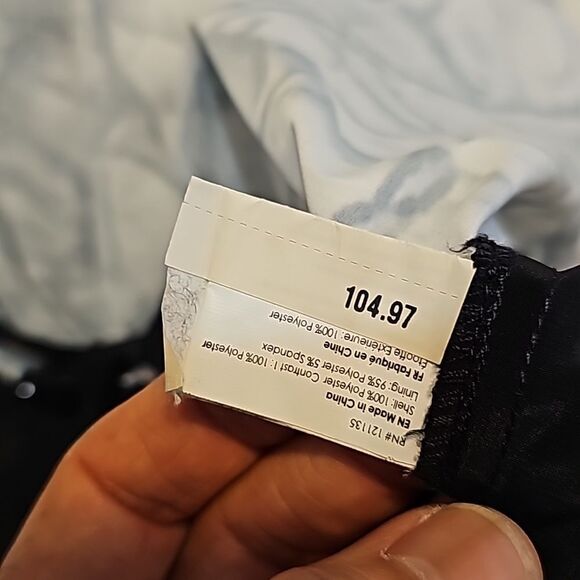 104.97
RN# 121135
EN Made in China
Shell: 100% Polyester Contrast I: 100% Polyester
Lining: 95% Polyester 5% Spandex
FR Fabriqué en Chine
Étoffe Extérieure: 100% Polyester